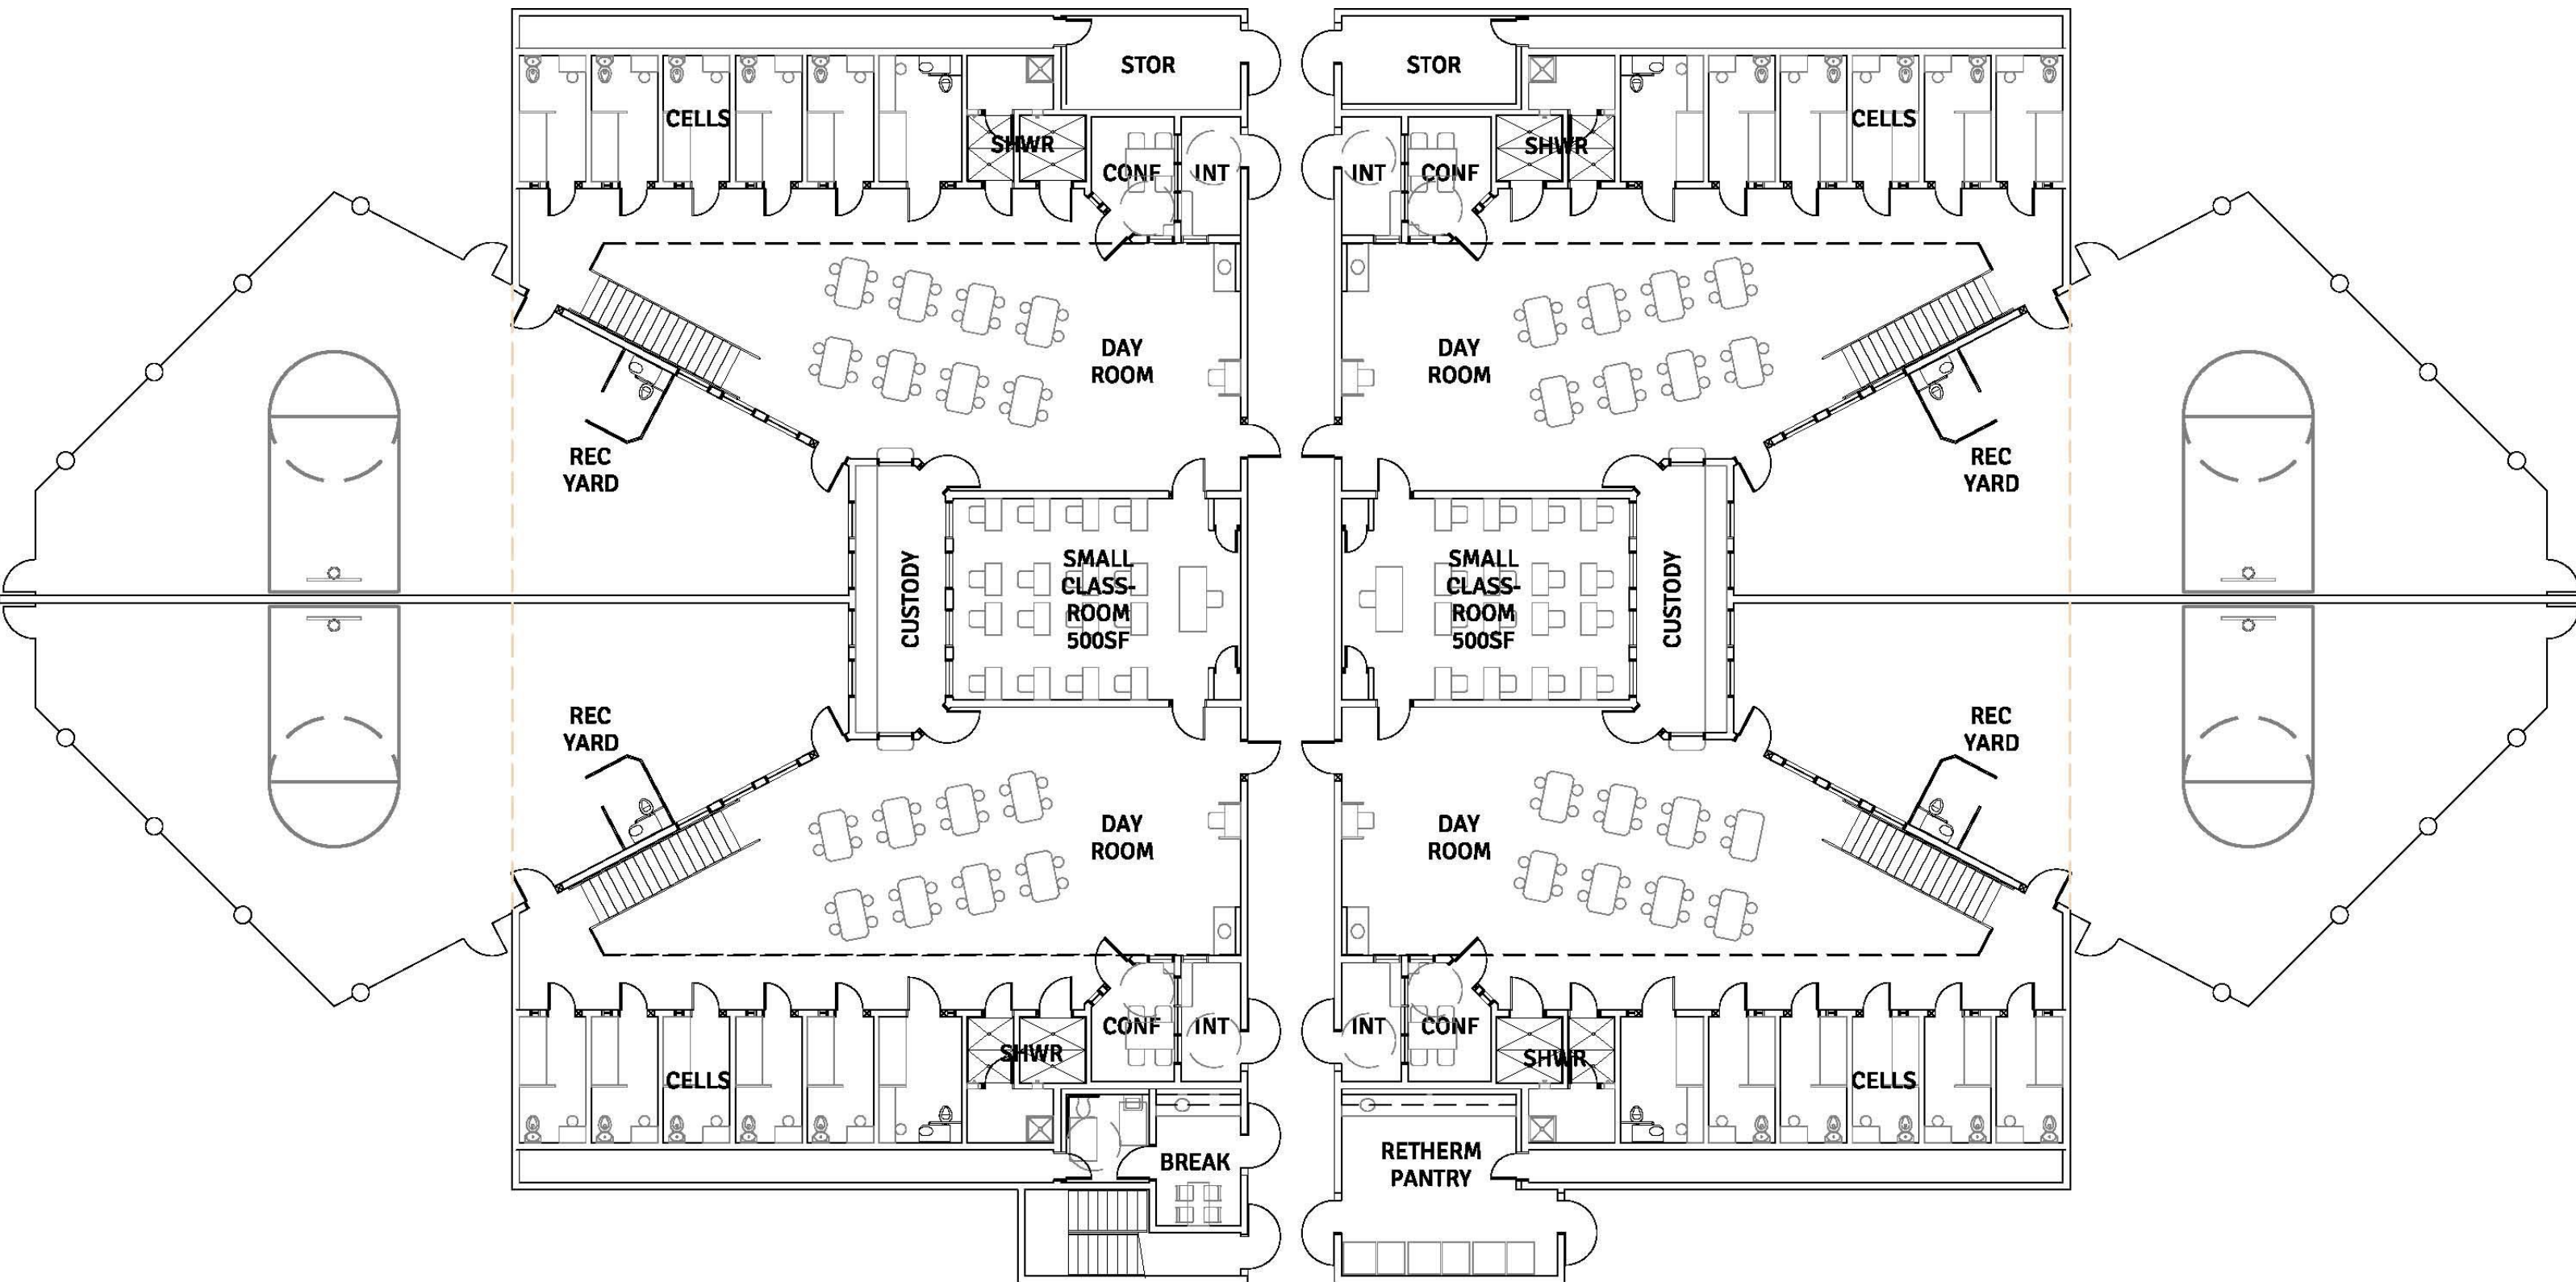 STOR
STOR
CELLS
CELLS
SHWR
SHWR
CONF
INT
INT
CONF
DAY
ROOM
DAY
ROOM
REC
YARD
REC
YARD
CUSTODY
SMALL
CLASS-
ROOM
500SF
SMALL
CLASS-
ROOM
500SF
CUSTODY
REC
YARD
REC
YARD
DAY
ROOM
DAY
ROOM
CONF
INT
INT
CONF
SHWR
SHWR
CELLS
CELLS
BREAK
RETHERM
PANTRY